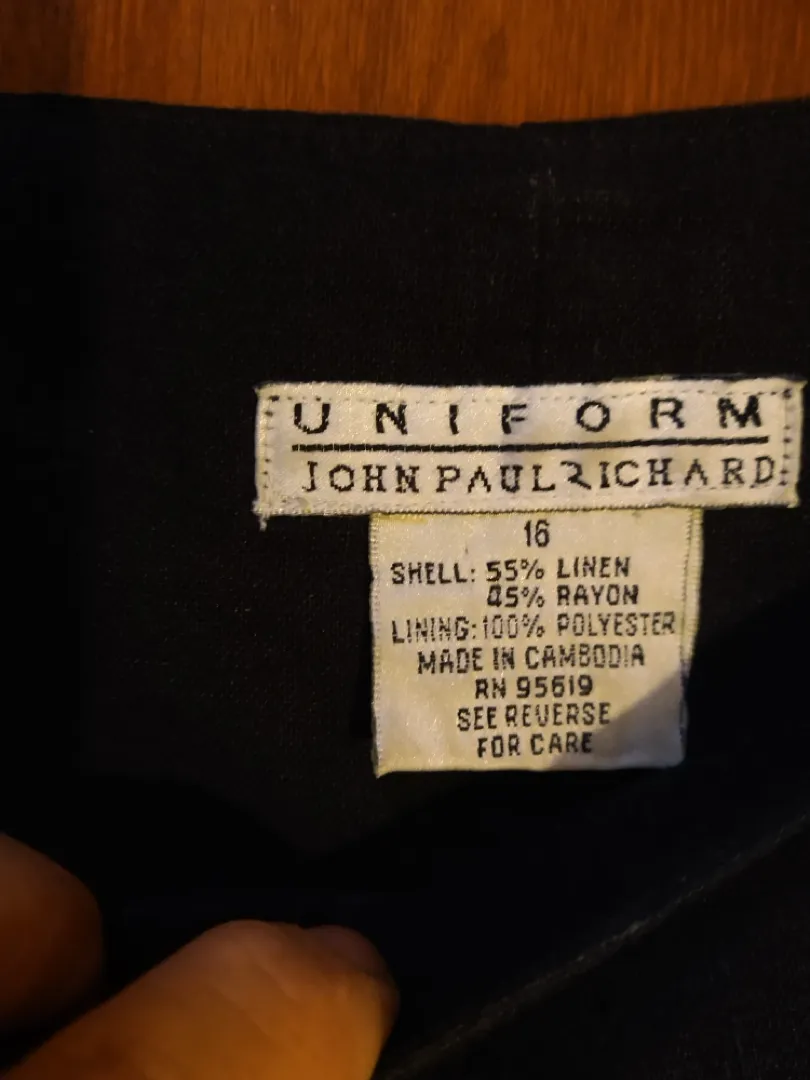 UNIFORM
JOHN PAUL RICHARD
16
SHELL: 55% LINEN
45% RAYON
LINING: 100% POLYESTER
MADE IN CAMBODIA
RN 95619
SEE REVERSE
FOR CARE